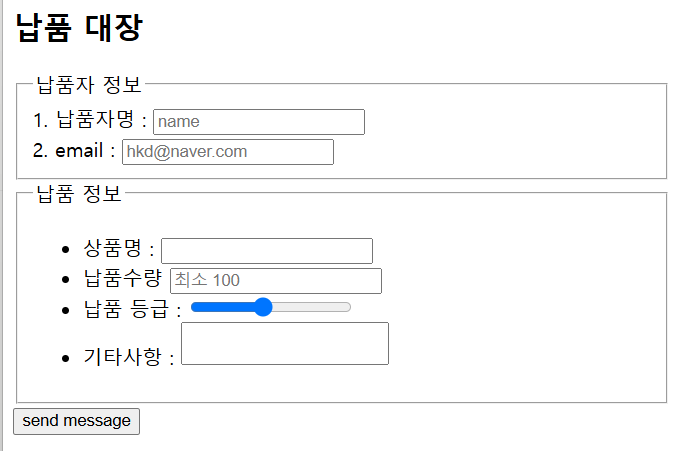 납품 대장
납품자 정보
1. 납품자명 : name
2. email : hkd@naver.com
납품 정보
• 상품명 :
• 납품수량 최소 100
• 납품 등급 :
• 기타사항 :
send message